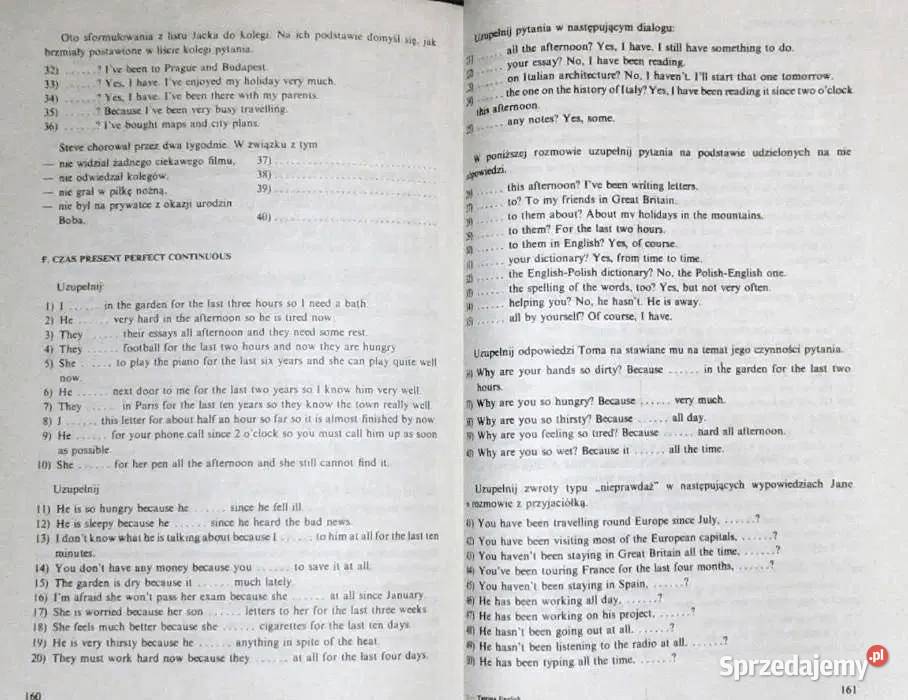 Oto sformułowania z listu Jacka do kolegi. Na ich podstawie domyśl się, jak
brzmiały postawione w liście kolegi pytania.
32) ......? I've been to Prague and Budapest.
33) ......? Yes, I have. I've enjoyed my holiday very much.
34) ......? Yes, I have. I've been there with my parents.
35) ......? Because I've been very busy travelling.
36) ......? I've bought maps and city plans.
Steve chorował przez dwa tygodnie. W związku z tym
— nie widział żadnego ciekawego filmu, 37)
— nie odwiedzał kolegów, 38)
— nie grał w piłkę nożną, 39)
— nie był na prywatce z okazji urodzin
Boba. 40)
F. CZAS PRESENT PERFECT CONTINUOUS
Uzupełnij:
1) I ...... in the garden for the last three hours so I need a bath.
2) He ...... very hard in the afternoon so he is tired now.
3) They ...... their essays all afternoon and they need some rest.
4) They ...... football for the last two hours and now they are hungry.
5) She ...... to play the piano for the last six years and she can play quite well
now.
6) He ...... next door to me for the last two years so I know him very well.
7) They ...... in Paris for the last ten years so they know the town really well.
8) I ...... this letter for about half an hour so far so it is almost finished by now.
9) He ...... for your phone call since 2 o'clock so you must call him up as soon
as possible.
10) She ...... for her pen all the afternoon and she still cannot find it.
Uzupełnij
11) He is so hungry because he ...... since he fell ill.
12) He is sleepy because he ...... since he heard the bad news.
13) I don't know what he is talking about because I ...... to him at all for the last ten
minutes.
14) You don't have any money because you ...... to save it at all.
15) The garden is dry because it ...... much lately.
16) I'm afraid she won't pass her exam because she ...... at all since January.
17) She is worried because her son ...... letters to her for the last three weeks.
18) She feels much better because she ...... cigarettes for the last ten days.
19) He is very thirsty because he ...... anything in spite of the heat.
20) They must work hard now because they ...... at all for the last four days.
160
Uzupełnij pytania w następującym dialogu:
21) ...... all the afternoon? Yes, I have. I still have something to do.
22) ...... your essay? No, I have been reading.
23) ...... on Italian architecture? No, I haven't. I'll start that one tomorrow.
24) ...... the one on the history of Italy? Yes, I have been reading it since two o'clock
this afternoon.
25) ...... any notes? Yes, some.
W poniższej rozmowie uzupełnij pytania na podstawie udzielonych na nie
odpowiedzi.
26) ...... this afternoon? I've been writing letters.
27) ...... to? To my friends in Great Britain.
28) ...... to them about? About my holidays in the mountains.
29) ...... to them? For the last two hours.
30) ...... to them in English? Yes, of course.
31) ...... your dictionary? Yes, from time to time.
32) ...... the English-Polish dictionary? No, the Polish-English one.
33) ...... the spelling of the words, too? Yes, but not very often.
34) ...... helping you? No, he hasn't. He is away.
35) ...... all by yourself? Of course, I have.
Uzupełnij odpowiedzi Toma na stawiane mu na temat jego czynności pytania.
36) Why are your hands so dirty? Because ...... in the garden for the last two
hours.
37) Why are you so hungry? Because ...... very much.
38) Why are you so thirsty? Because ...... all day.
39) Why are you feeling so tired? Because ...... hard all afternoon.
40) Why are you so wet? Because it ...... all the time.
Uzupełnij zwroty typu „nieprawdaż” w następujących wypowiedziach Jane
w rozmowie z przyjaciółką.
41) You have been travelling round Europe since July, ......?
42) You have been visiting most of the European capitals, ......?
43) You haven't been staying in Great Britain all the time, ......?
44) You've been touring France for the last four months, ......?
45) You haven't been staying in Spain, ......?
46) He has been working all day, ......?
47) He has been working on his project, ......?
48) He hasn't been going out at all, ......?
49) He hasn't been listening to the radio at all, ......?
50) He has been typing all the time, ......?
161
Sprzedajemy.pl